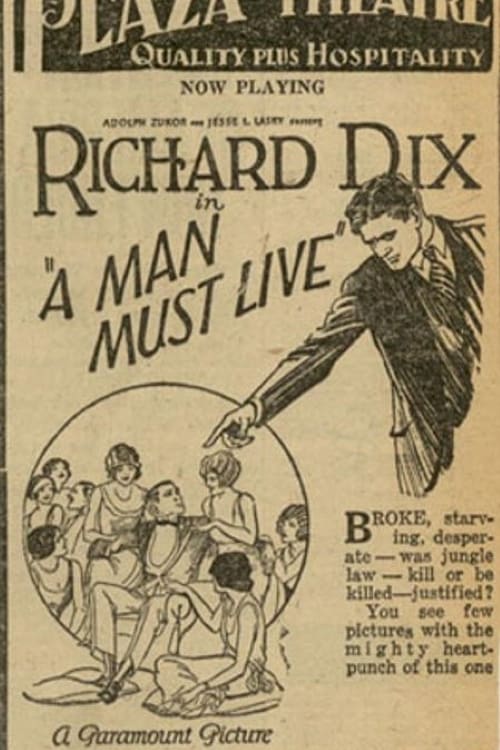 PLAZA THEATRE
QUALITY PLUS HOSPITALITY
NOW PLAYING
ADOLPH ZUKOR and JESSE L. LASKY PRESENT
RICHARD DIX
in
"A MAN
MUST LIVE"
BROKE, starv-
ing, desper-
ate — was jungle
law — kill or be
killed—justified?
You see few
pictures with the
mighty heart-
punch of this one
A Paramount Picture